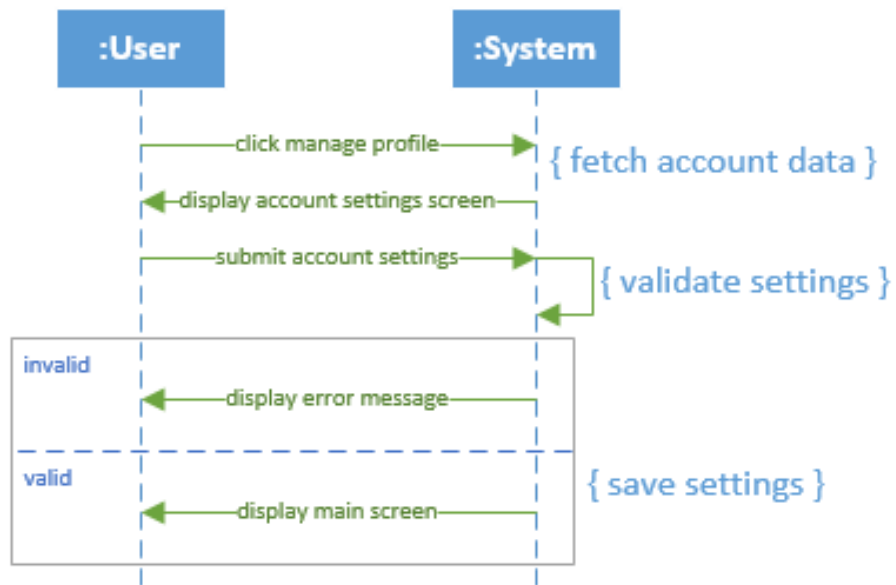 :User
:System
click manage profile
{ fetch account data }
display account settings screen
submit account settings
{ validate settings }
invalid
display error message
valid
{ save settings }
display main screen